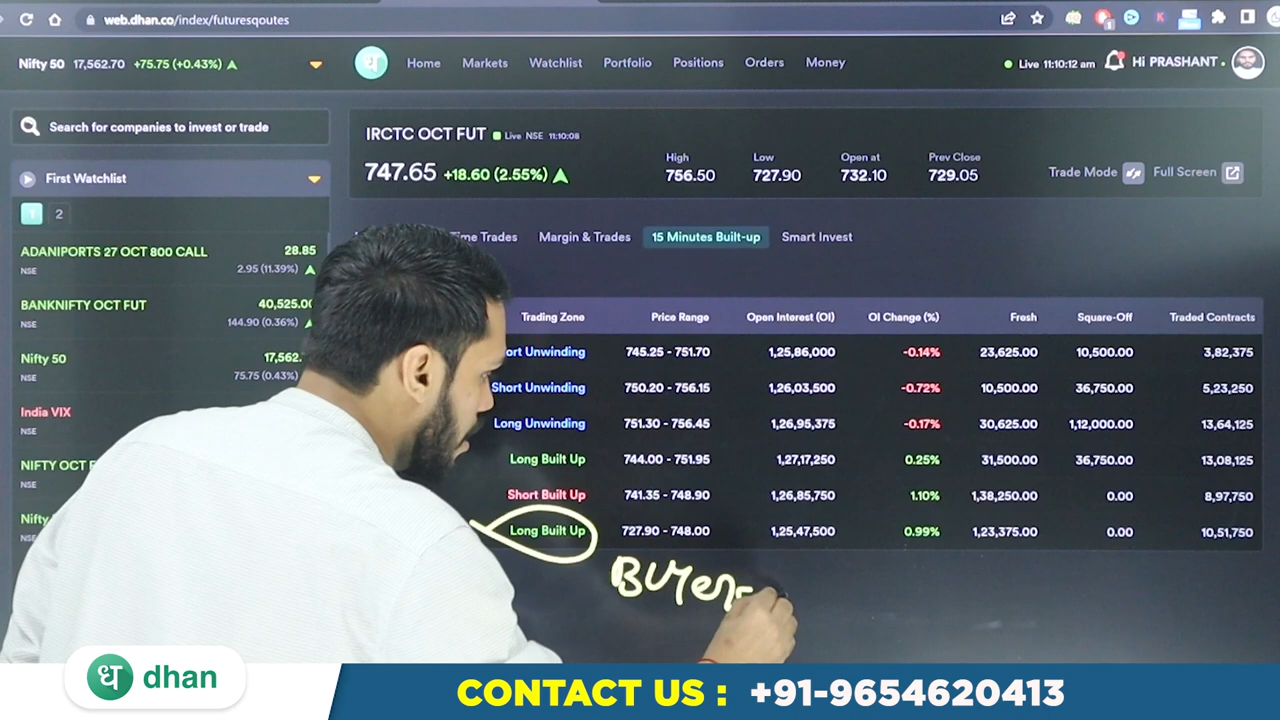 web.dhan.co/index/futuresqoutes
Nifty 50 17,562.70 +75.75 (+0.43%)
ध Home Markets Watchlist Portfolio Positions Orders Money
Live 11:10:12 am Hi PRASHANT
Search for companies to invest or trade
First Watchlist
1 2
ADANIPORTS 27 OCT 800 CALL 28.85
NSE 2.95 (11.39%)
BANKNIFTY OCT FUT 40,525.00
NSE 144.90 (0.36%)
Nifty 50 17,562.
NSE 75.75 (0.43%)
India VIX
NSE
NIFTY OCT F
NSE
Nifty
IRCTC OCT FUT Live NSE 11:10:08
747.65 +18.60 (2.55%)
High Low Open at Prev Close
756.50 727.90 732.10 729.05
Trade Mode Full Screen
Time Trades Margin & Trades 15 Minutes Built-up Smart Invest
Trading Zone Price Range Open Interest (OI) OI Change (%) Fresh Square-Off Traded Contracts
ort Unwinding 745.25 - 751.70 1,25,86,000 -0.14% 23,625.00 10,500.00 3,82,375
Short Unwinding 750.20 - 756.15 1,26,03,500 -0.72% 10,500.00 36,750.00 5,23,250
Long Unwinding 751.30 - 756.45 1,26,95,375 -0.17% 30,625.00 1,12,000.00 13,64,125
Long Built Up 744.00 - 751.95 1,27,17,250 0.25% 31,500.00 36,750.00 13,08,125
Short Built Up 741.35 - 748.90 1,26,85,750 1.10% 1,38,250.00 0.00 8,97,750
Long Built Up 727.90 - 748.00 1,25,47,500 0.99% 1,23,375.00 0.00 10,51,750
Buyers
ध dhan
CONTACT US : +91-9654620413